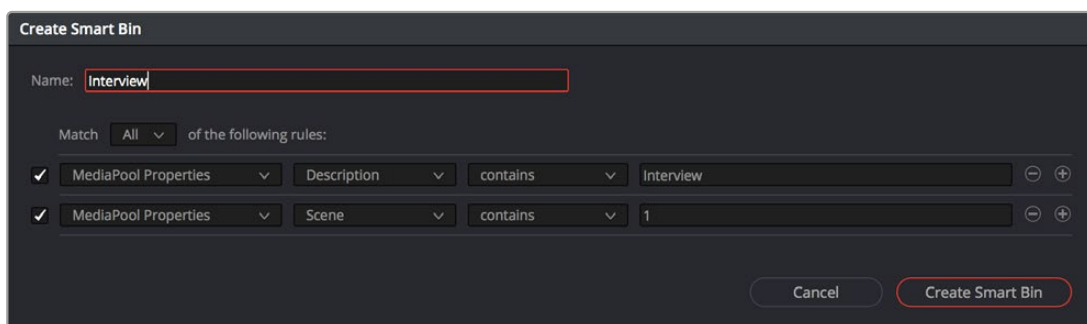 Create Smart Bin
Name: Interview
Match All of the following rules:
MediaPool Properties Description contains Interview
MediaPool Properties Scene contains 1
Cancel Create Smart Bin